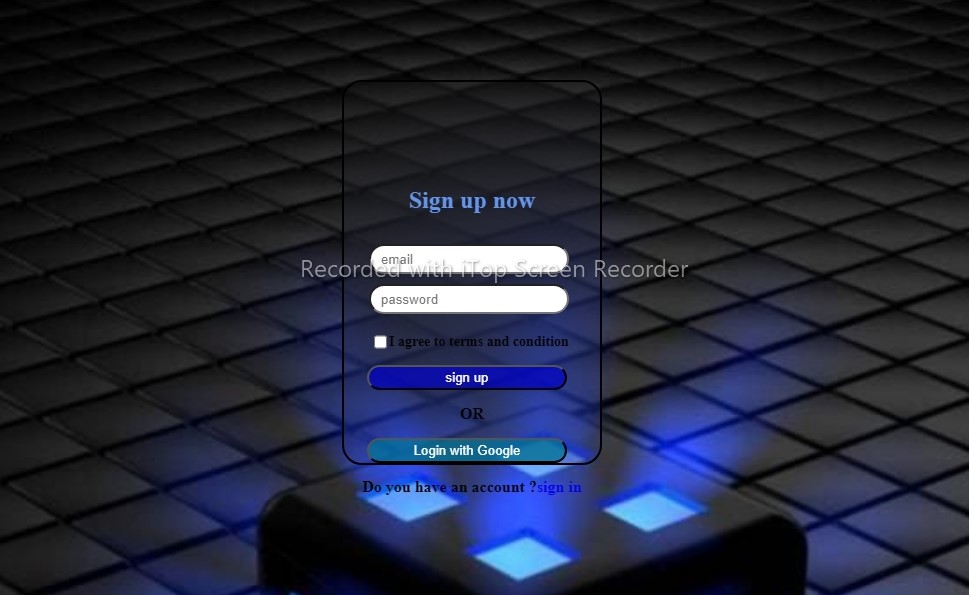 Sign up now
email
Recorded with iTop Screen Recorder
password
I agree to terms and condition
sign up
OR
Login with Google
Do you have an account ?sign in